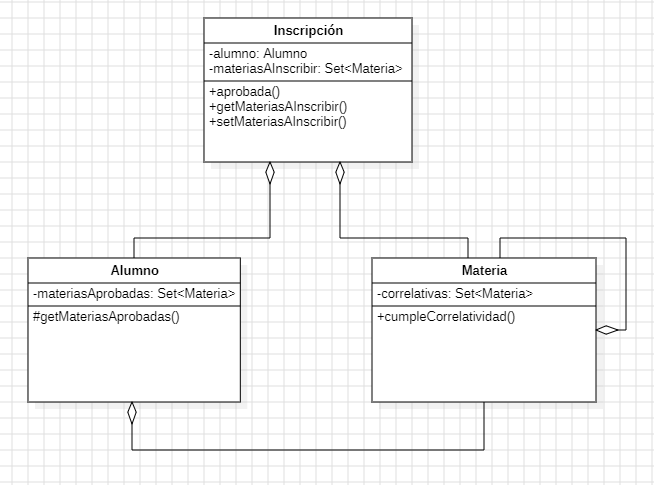 Inscripción
-alumno: Alumno
-materiasAInscribir: Set<Materia>
+aprobada()
+getMateriasAInscribir()
+setMateriasAInscribir()
Alumno
-materiasAprobadas: Set<Materia>
#getMateriasAprobadas()
Materia
-correlativas: Set<Materia>
+cumpleCorrelatividad()